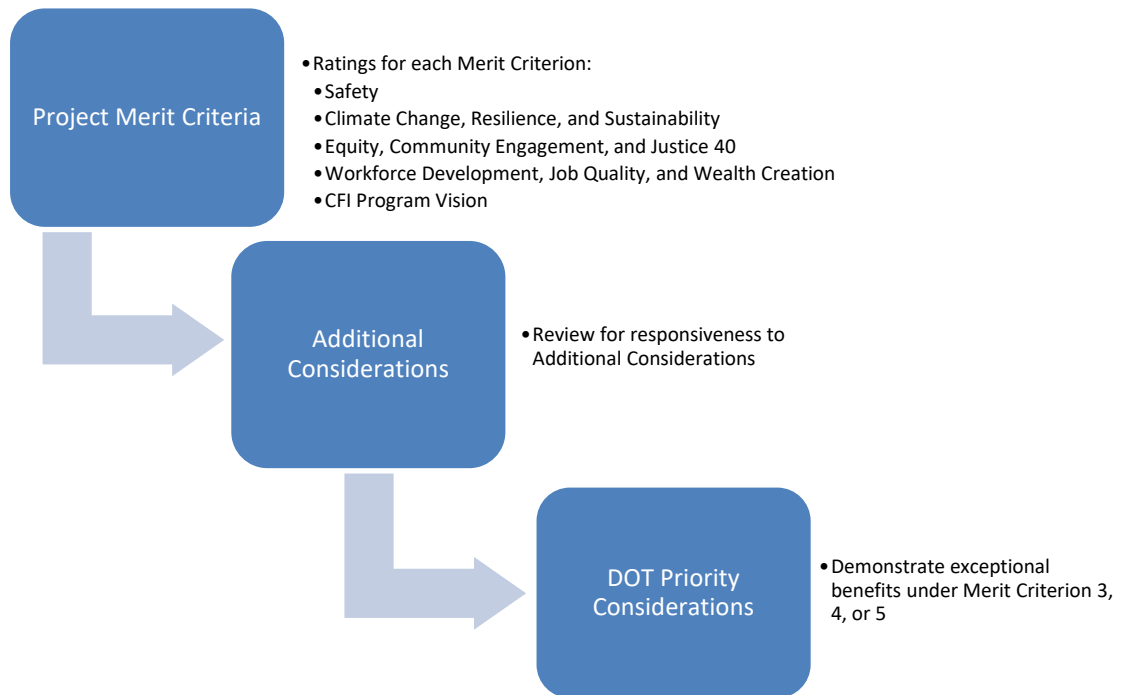 Project Merit Criteria
•Ratings for each Merit Criterion:
•Safety
•Climate Change, Resilience, and Sustainability
•Equity, Community Engagement, and Justice 40
•Workforce Development, Job Quality, and Wealth Creation
•CFI Program Vision
Additional
Considerations
•Review for responsiveness to
Additional Considerations
DOT Priority
Considerations
•Demonstrate exceptional
benefits under Merit Criterion 3,
4, or 5